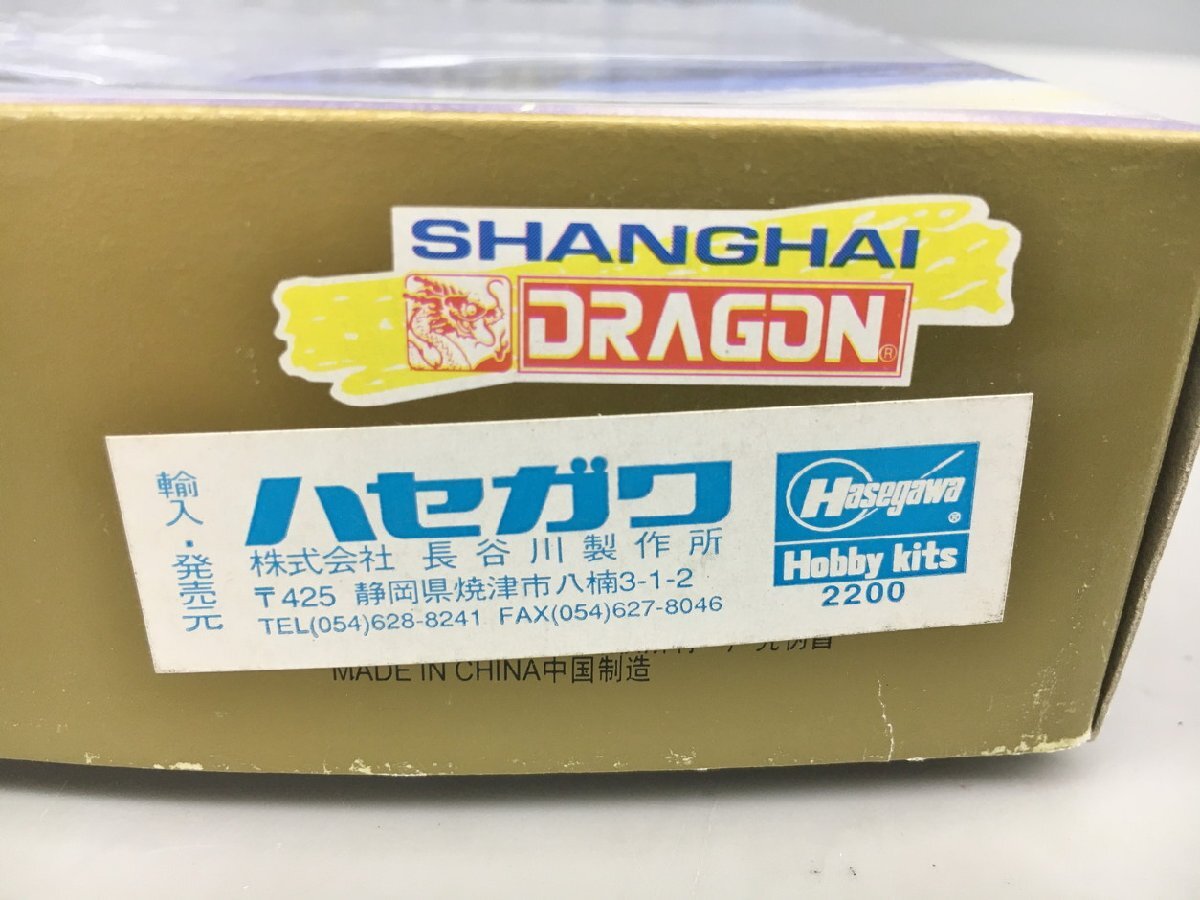 SHANGHAI
DRAGON®
輸入・発売元
ハセガワ
株式会社 長谷川製作所
〒425 静岡県焼津市八楠3-1-2
TEL(054)628-8241 FAX(054)627-8046
Hasegawa®
Hobby kits
2200
MADE IN CHINA中国制造